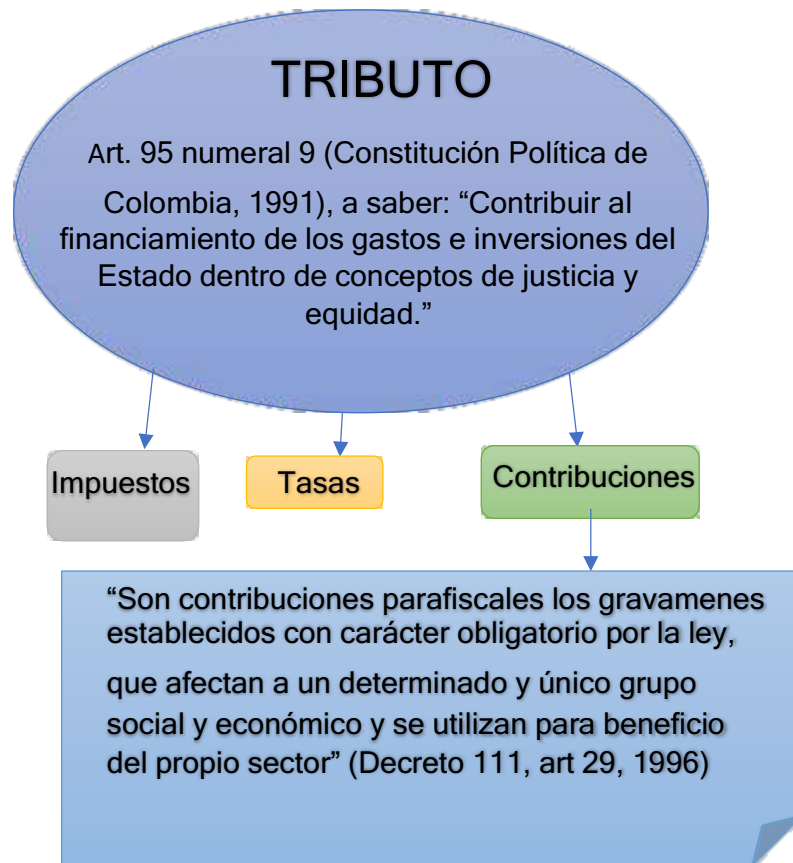 TRIBUTO
Art. 95 numeral 9 (Constitución Política de
Colombia, 1991), a saber: “Contribuir al
financiamiento de los gastos e inversiones del
Estado dentro de conceptos de justicia y
equidad.”
Impuestos
Tasas
Contribuciones
“Son contribuciones parafiscales los gravamenes
establecidos con carácter obligatorio por la ley,
que afectan a un determinado y único grupo
social y económico y se utilizan para beneficio
del propio sector” (Decreto 111, art 29, 1996)